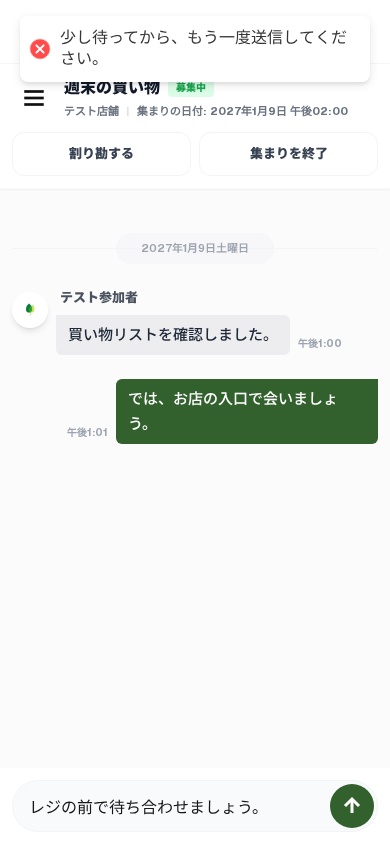 少し待ってから、もう一度送信してくだ
さい。
週末の買い物 募集中
テスト店舗 | 集まりの日付: 2027年1月9日 午後02:00
割り勘する 集まりを終了
2027年1月9日土曜日
テスト参加者
買い物リストを確認しました。 午後1:00
では、お店の入口で会いましょ
う。
午後1:01
レジの前で待ち合わせましょう。